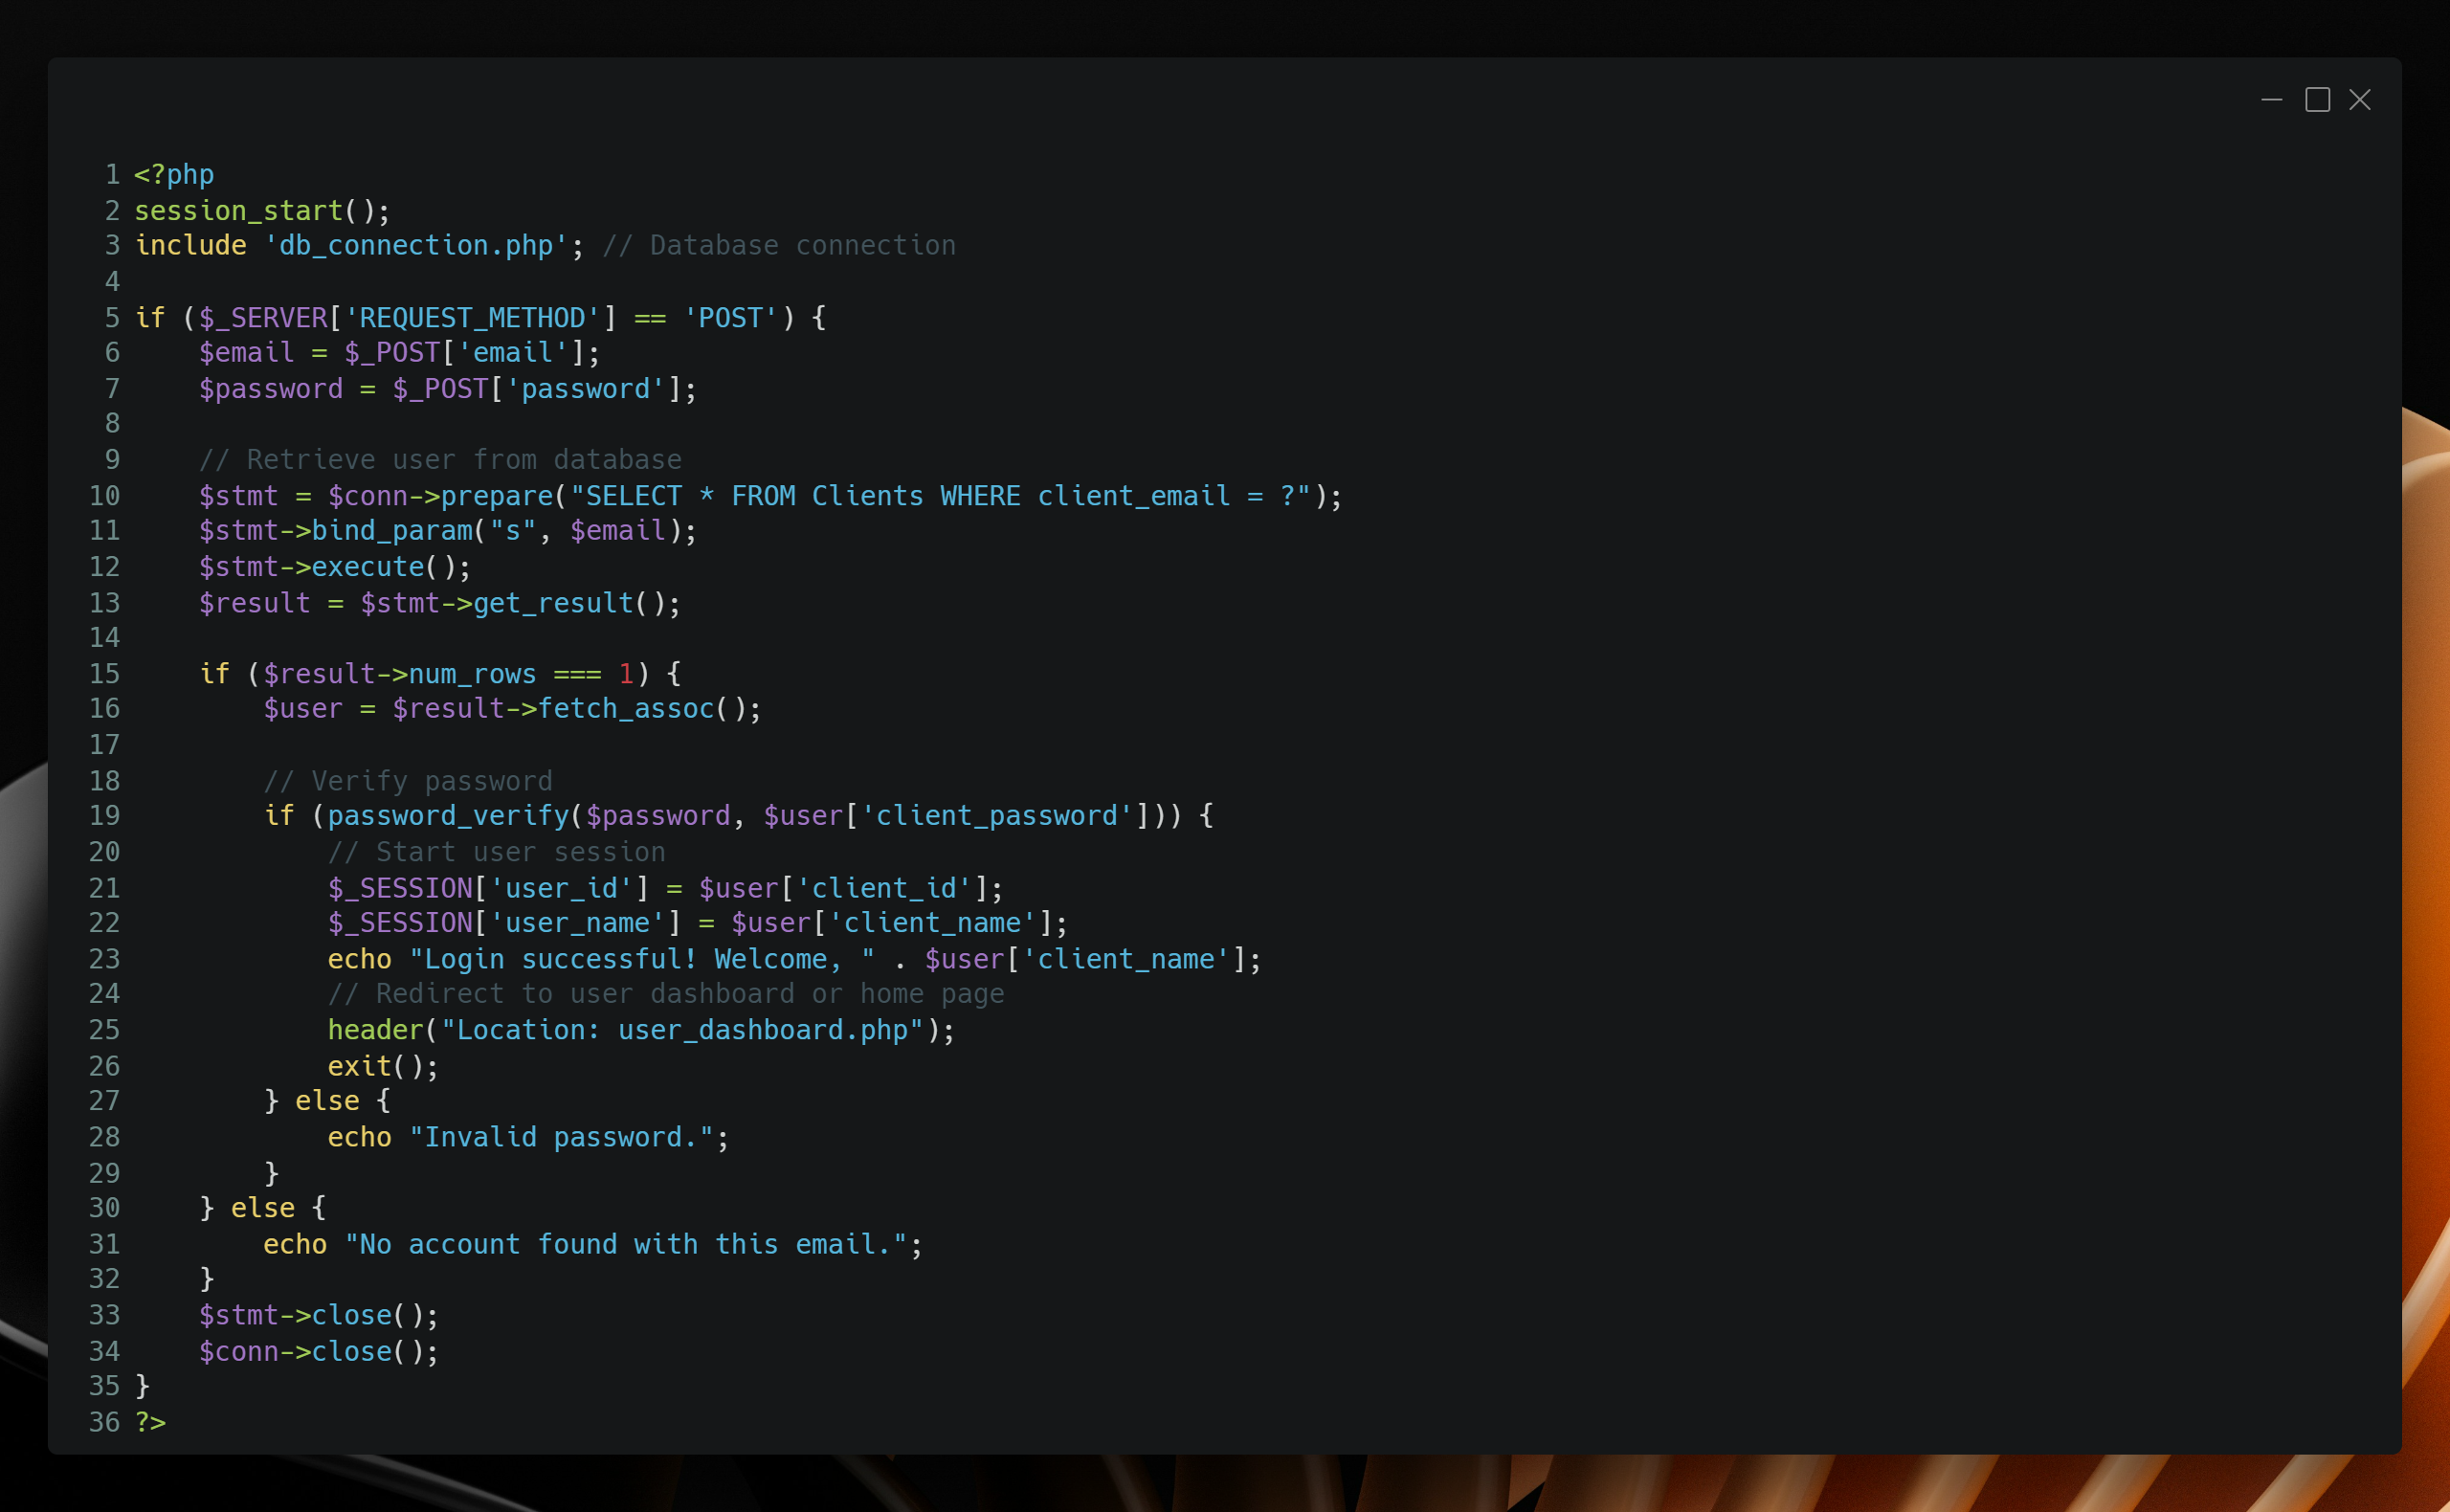 1 <?php
2 session_start();
3 include 'db_connection.php'; // Database connection
4
5 if ($_SERVER['REQUEST_METHOD'] == 'POST') {
6     $email = $_POST['email'];
7     $password = $_POST['password'];
8
9     // Retrieve user from database
10     $stmt = $conn->prepare("SELECT * FROM Clients WHERE client_email = ?");
11     $stmt->bind_param("s", $email);
12     $stmt->execute();
13     $result = $stmt->get_result();
14
15     if ($result->num_rows === 1) {
16         $user = $result->fetch_assoc();
17
18         // Verify password
19         if (password_verify($password, $user['client_password'])) {
20             // Start user session
21             $_SESSION['user_id'] = $user['client_id'];
22             $_SESSION['user_name'] = $user['client_name'];
23             echo "Login successful! Welcome, " . $user['client_name'];
24             // Redirect to user dashboard or home page
25             header("Location: user_dashboard.php");
26             exit();
27         } else {
28             echo "Invalid password.";
29         }
30     } else {
31         echo "No account found with this email.";
32     }
33     $stmt->close();
34     $conn->close();
35 }
36 ?>